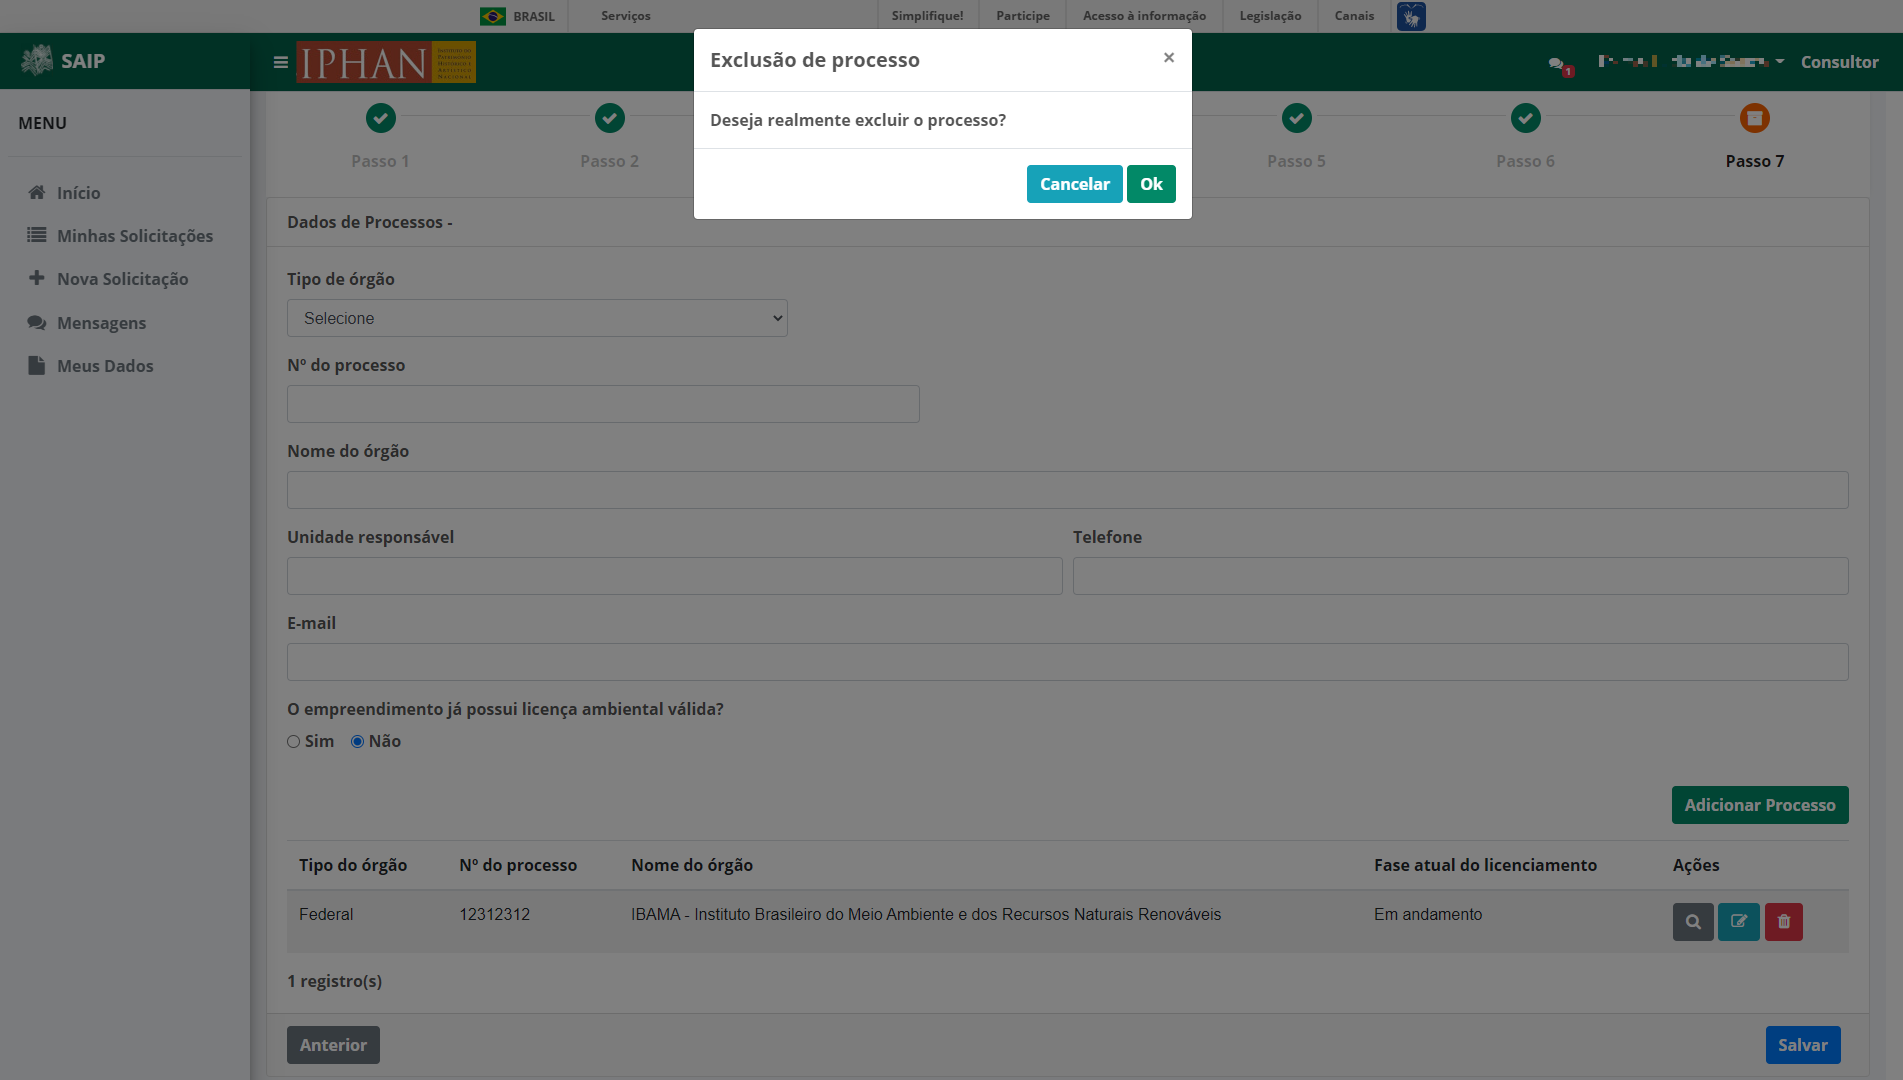 BRASIL
Serviços
Simplifique!
Participe
Acesso à informação
Legislação
Canais
SAIP
IPHAN
1
Consultor
Exclusão de processo
×
Deseja realmente excluir o processo?
Cancelar
Ok
MENU
Início
Minhas Solicitações
Nova Solicitação
Mensagens
Meus Dados
Passo 1
Passo 2
Passo 5
Passo 6
Passo 7
Dados de Processos -
Tipo de órgão
Selecione
Nº do processo
Nome do órgão
Unidade responsável
Telefone
E-mail
O empreendimento já possui licença ambiental válida?
Sim
Não
Adicionar Processo
Tipo do órgão
Nº do processo
Nome do órgão
Fase atual do licenciamento
Ações
Federal
12312312
IBAMA - Instituto Brasileiro do Meio Ambiente e dos Recursos Naturais Renováveis
Em andamento
1 registro(s)
Anterior
Salvar